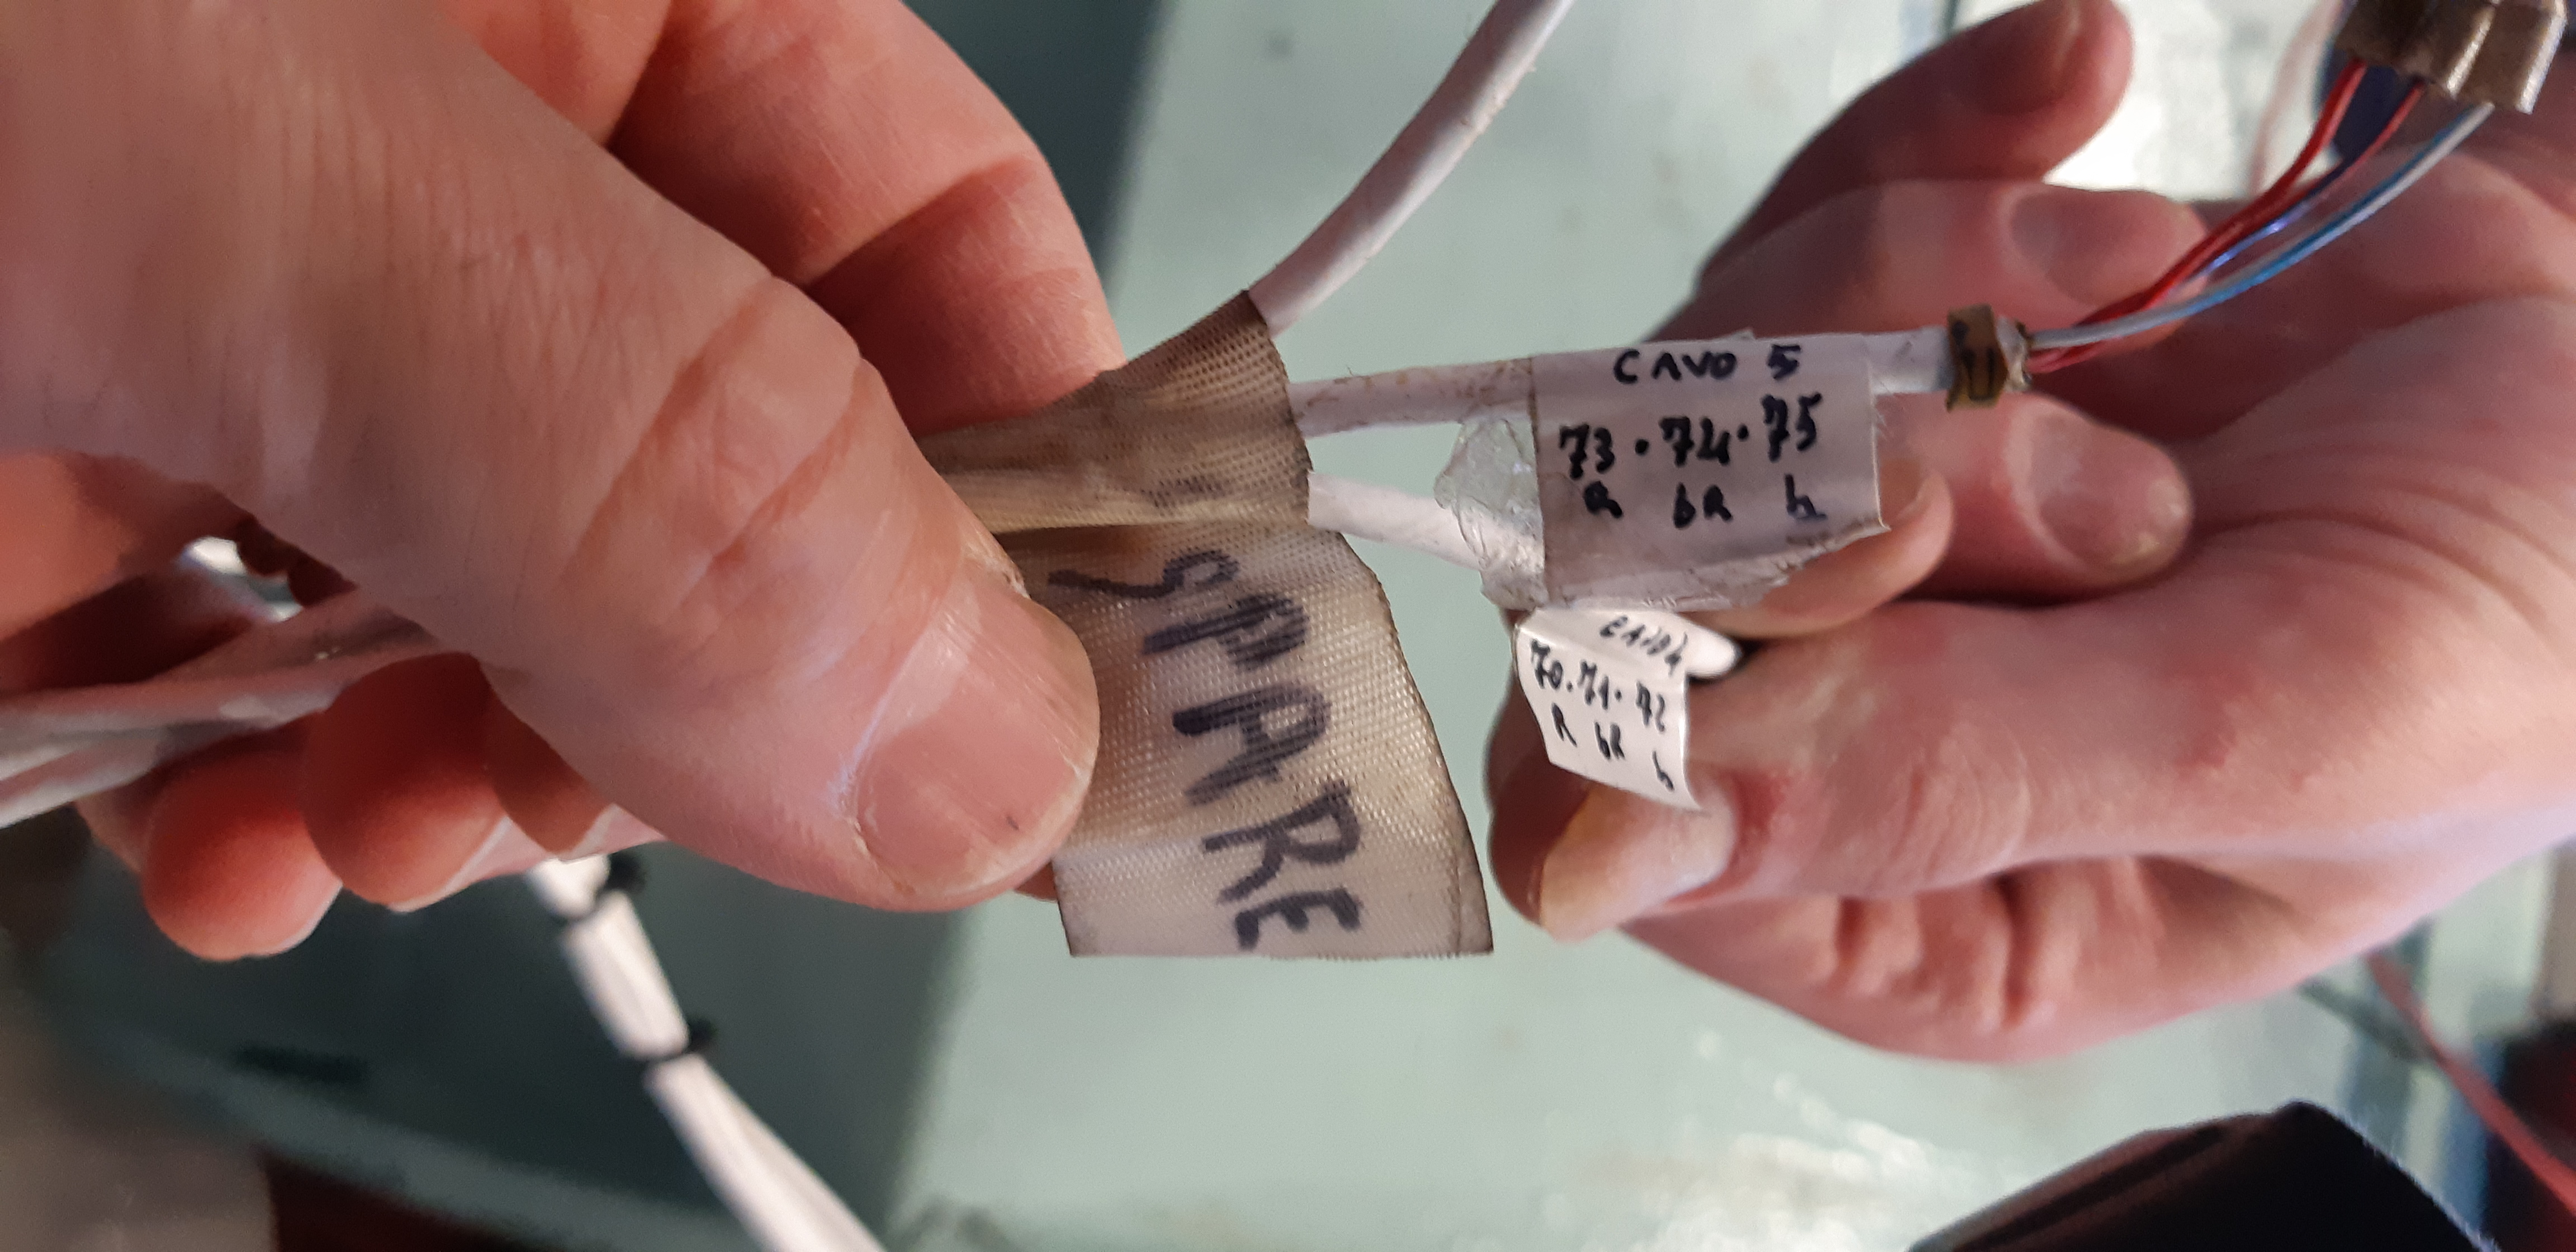 SPARE
CAVO 5
73 . 74 . 75
R bR b
70 . 71 . 72
R bR b